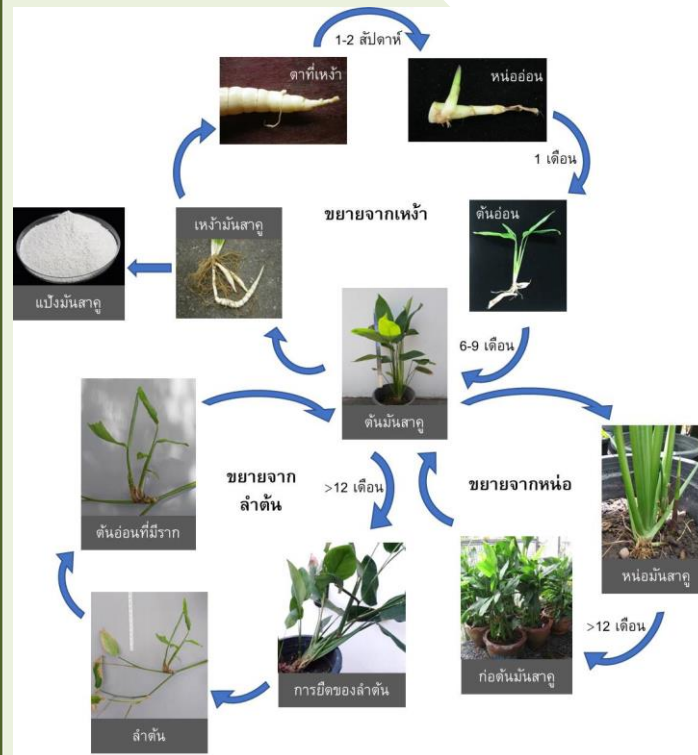 1-2 สัปดาห์
ตาที่เหง้า
หน่ออ่อน
1 เดือน
ขยายจากเหง้า
เหง้ามันสาคู
ต้นอ่อน
แป้งมันสาคู
6-9 เดือน
ต้นมันสาคู
ขยายจาก
ลำต้น
>12 เดือน
ขยายจากหน่อ
ต้นอ่อนที่มีราก
หน่อมันสาคู
>12 เดือน
ก่อต้นมันสาคู
การยืดของลำต้น
ลำต้น